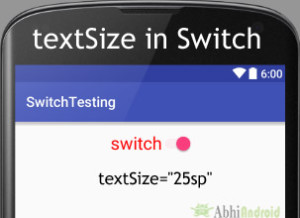 textSize in Switch
6:00
SwitchTesting
switch
textSize="25sp"
AbhiAndroid